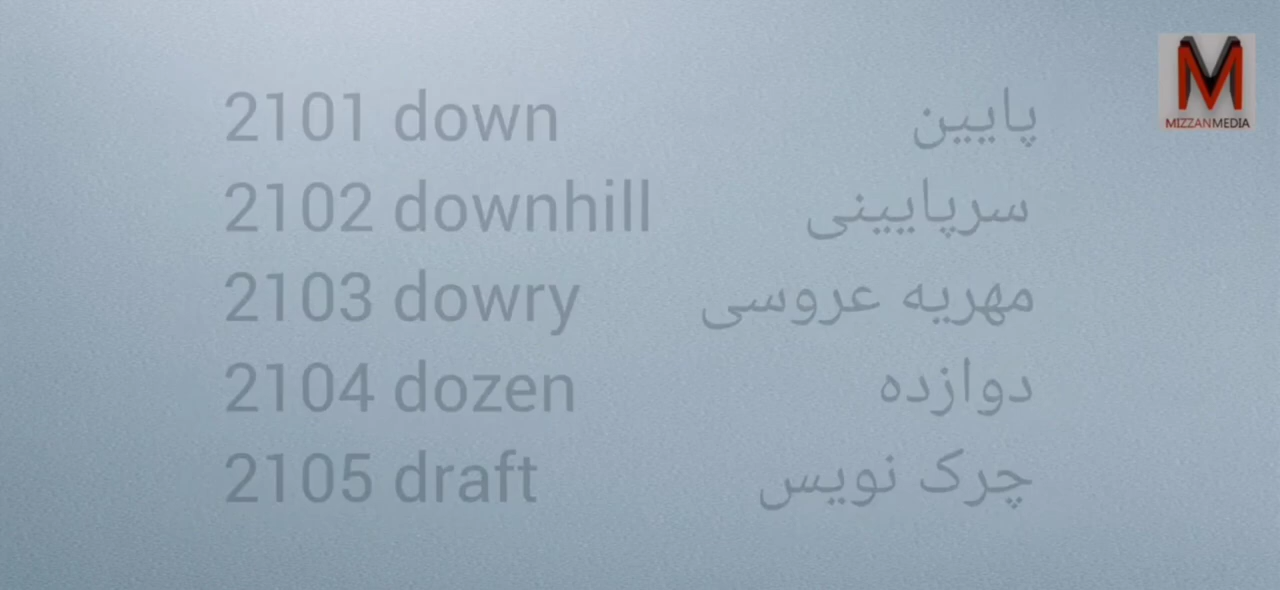 2101 down پایین
2102 downhill سرپایینی
2103 dowry مهریه عروسی
2104 dozen دوازده
2105 draft چرک نویس
MIZZANMEDIA